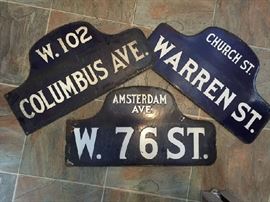 W. 102
COLUMBUS AVE.
CHURCH ST.
WARREN ST.
AMSTERDAM
AVE.
W. 76 ST.